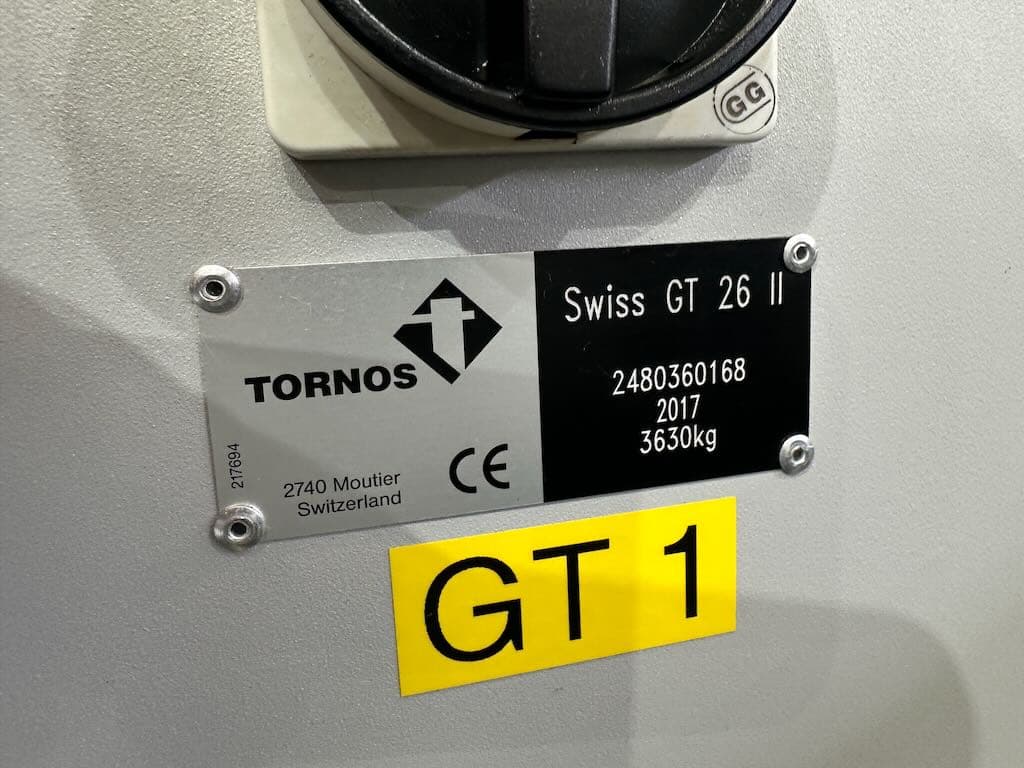 GG
TORNOS
217694
2740 Moutier
Switzerland
CE
Swiss GT 26 II
2480360168
2017
3630kg
GT 1